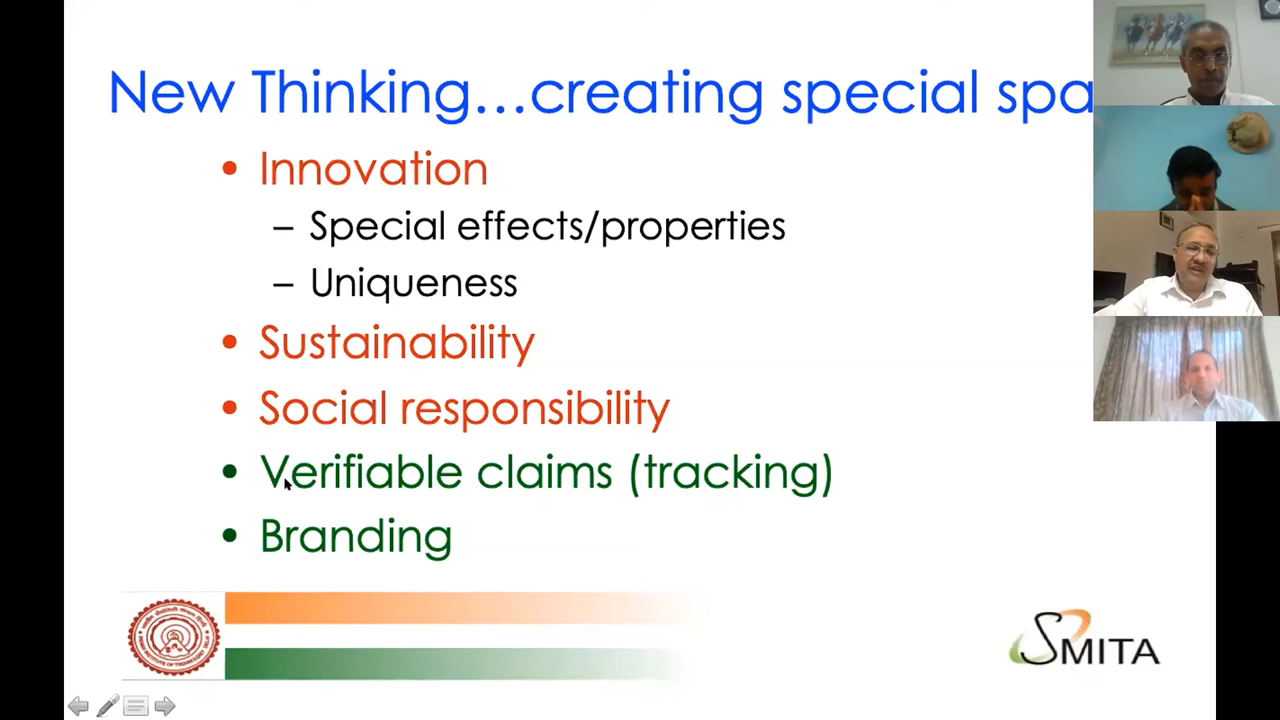 New Thinking...creating special spa
• Innovation
– Special effects/properties
– Uniqueness
• Sustainability
• Social responsibility
• Verifiable claims (tracking)
• Branding
SMITA